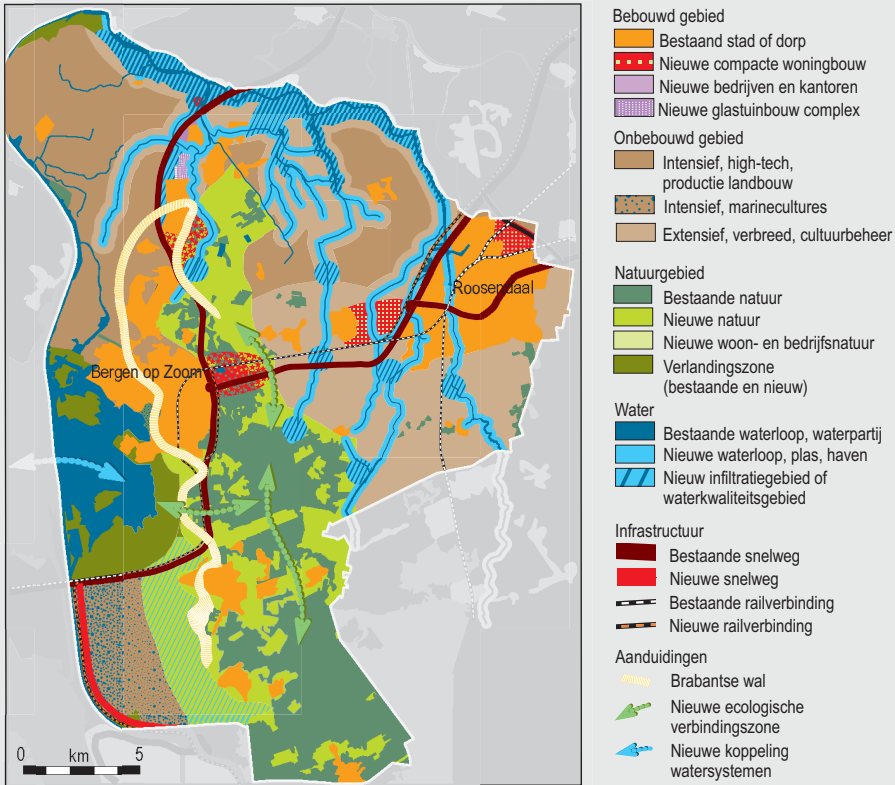 Roosendaal
Bergen op Zoom
0 km 5
Bebouwd gebied
Bestaand stad of dorp
Nieuwe compacte woningbouw
Nieuwe bedrijven en kantoren
Nieuwe glastuinbouw complex
Onbebouwd gebied
Intensief, high-tech,
productie landbouw
Intensief, marinecultures
Extensief, verbreed, cultuurbeheer
Natuurgebied
Bestaande natuur
Nieuwe natuur
Nieuwe woon- en bedrijfsnatuur
Verlandingszone
(bestaande en nieuw)
Water
Bestaande waterloop, waterpartij
Nieuwe waterloop, plas, haven
Nieuw infiltratiegebied of
waterkwaliteitsgebied
Infrastructuur
Bestaande snelweg
Nieuwe snelweg
Bestaande railverbinding
Nieuwe railverbinding
Aanduidingen
Brabantse wal
Nieuwe ecologische
verbindingszone
Nieuwe koppeling
watersystemen